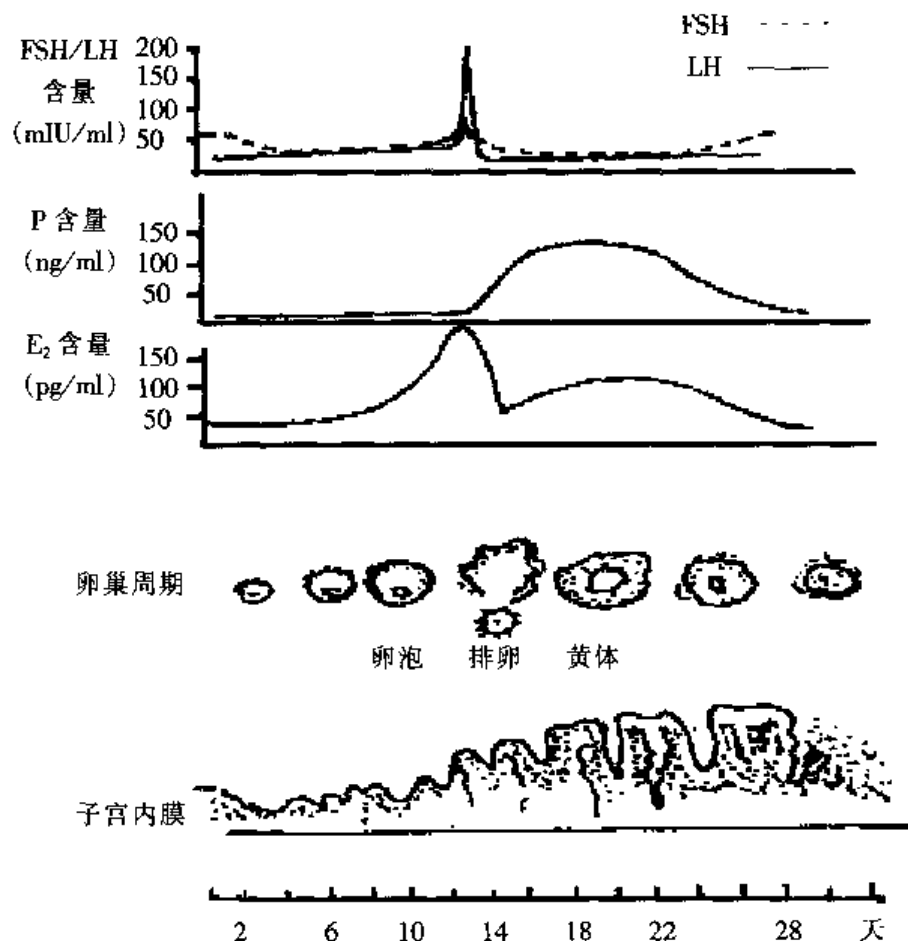 FSH
LH
FSH/LH
含量
(mIU/ml)
200
150
100
50
P 含量
(ng/ml)
150
100
50
E₂ 含量
(pg/ml)
150
100
50
卵巢周期
卵泡 排卵 黄体
子宫内膜
2 6 10 14 18 22 28 天